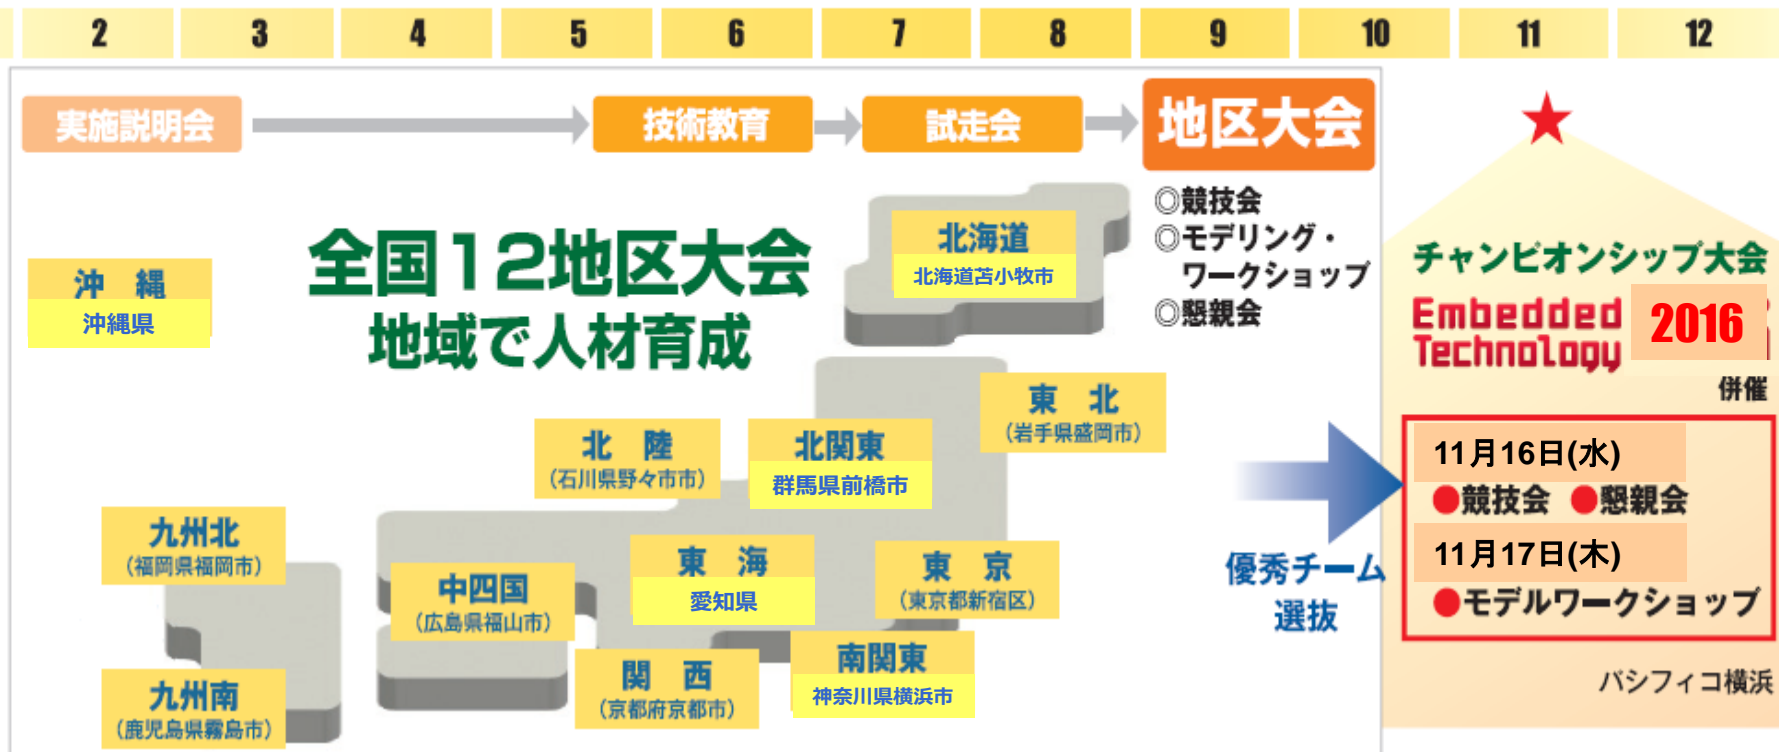 2 3 4 5 6 7 8 9 10 11 12
実施説明会
技術教育
試走会
地区大会
◎競技会
◎モデリング・
ワークショップ
◎懇親会
全国12地区大会
地域で人材育成
沖 縄
沖縄県
北海道
北海道苫小牧市
東 北
(岩手県盛岡市)
北 陸
(石川県野々市市)
北関東
群馬県前橋市
九州北
(福岡県福岡市)
中四国
(広島県福山市)
東 海
愛知県
東 京
(東京都新宿区)
関 西
(京都府京都市)
南関東
神奈川県横浜市
九州南
(鹿児島県霧島市)
優秀チーム
選抜
チャンピオンシップ大会
Embedded
Technology
2016
併催
11月16日(水)
●競技会 ●懇親会
11月17日(木)
●モデルワークショップ
パシフィコ横浜